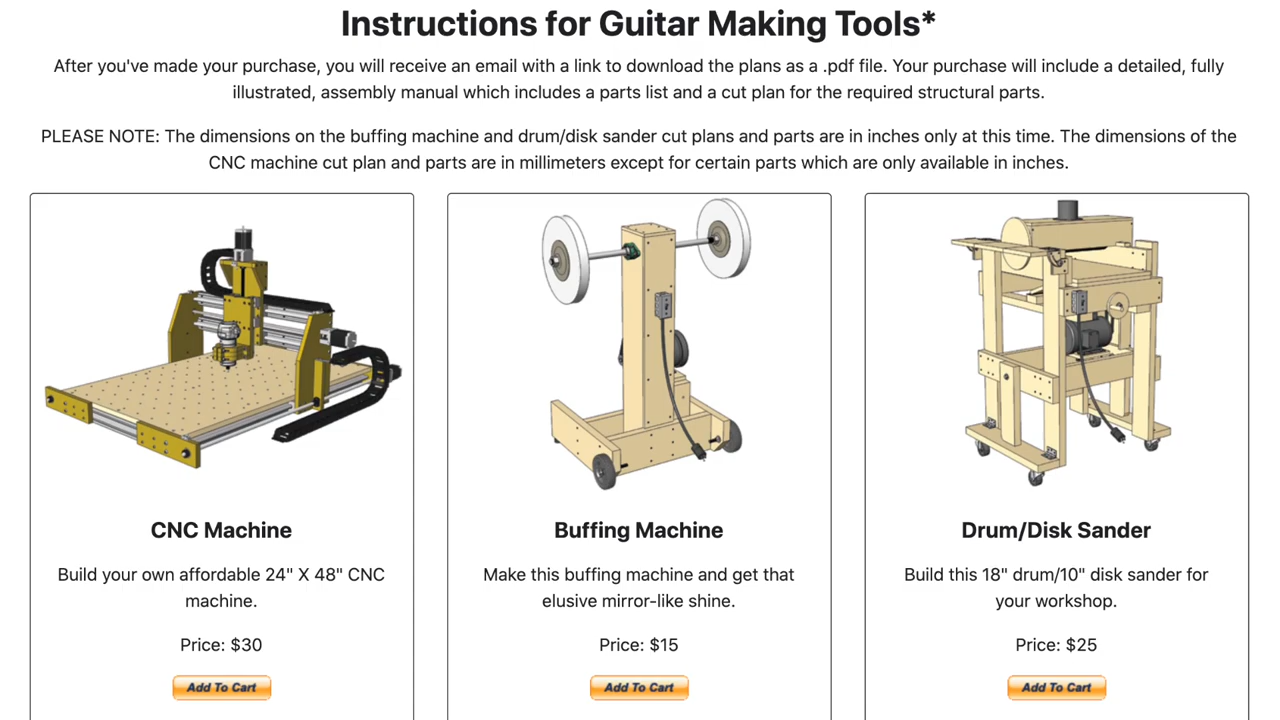 Instructions for Guitar Making Tools*
After you've made your purchase, you will receive an email with a link to download the plans as a .pdf file. Your purchase will include a detailed, fully
illustrated, assembly manual which includes a parts list and a cut plan for the required structural parts.
PLEASE NOTE: The dimensions on the buffing machine and drum/disk sander cut plans and parts are in inches only at this time. The dimensions of the
CNC machine cut plan and parts are in millimeters except for certain parts which are only available in inches.
CNC Machine
Build your own affordable 24" X 48" CNC
machine.
Price: $30
Add To Cart
Buffing Machine
Make this buffing machine and get that
elusive mirror-like shine.
Price: $15
Add To Cart
Drum/Disk Sander
Build this 18" drum/10" disk sander for
your workshop.
Price: $25
Add To Cart